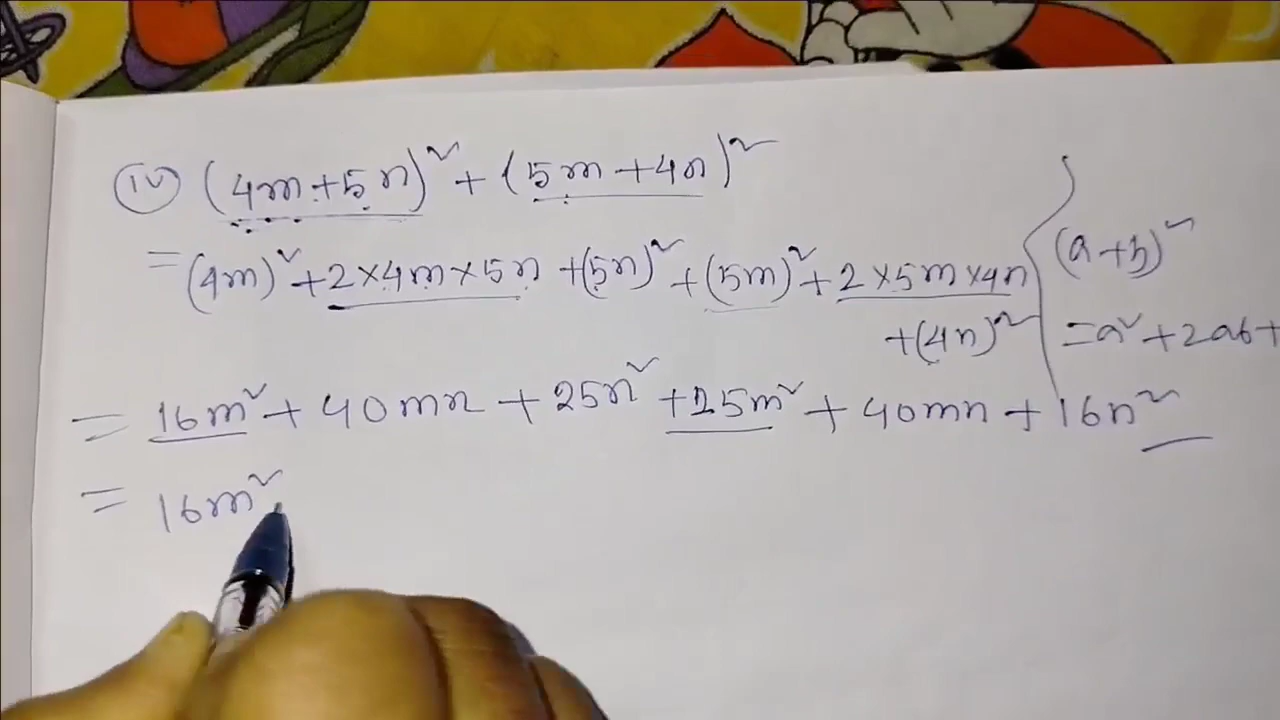 (iv) (4m+5n)² + (5m+4n)²
= (4m)² + 2×4m×5n + (5n)² + (5m)² + 2×5m×4n
+(4n)²
= 16m² + 40mn + 25n² + 25m² + 40mn + 16n²
= 16m²
(a+b)²
= a² + 2ab +